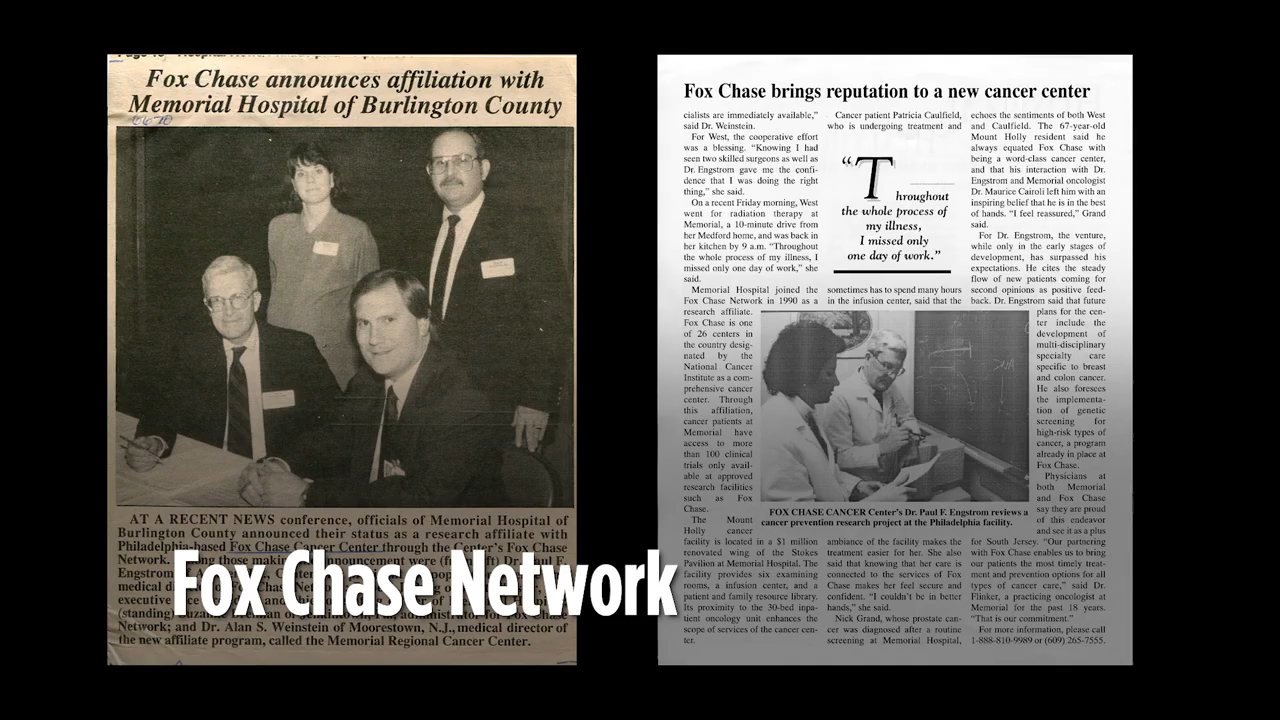 Fox Chase announces affiliation with
Memorial Hospital of Burlington County
6670
AT A RECENT NEWS conference, officials of Memorial Hospital of
Burlington County announced their status as a research affiliate with
Philadelphia-based Fox Chase Cancer Center through the Center's Fox Chase
Network.
medical
executive
(standing)
Network; and Dr. Alan S. Weinstein of Moorestown, N.J., medical director of
the new affiliate program, called the Memorial Regional Cancer Center.
Fox Chase Network
Fox Chase brings reputation to a new cancer center
cialists are immediately available,"
said Dr. Weinstein.
For West, the cooperative effort
was a blessing. "Knowing I had
seen two skilled surgeons as well as
Dr. Engstrom gave me the confi-
dence that I was doing the right
thing," she said.
On a recent Friday morning, West
went for radiation therapy at
Memorial, a 10-minute drive from
her Medford home, and was back in
her kitchen by 9 a.m. "Throughout
the whole process of my illness, I
missed only one day of work," she
said.
Memorial Hospital joined the
Fox Chase Network in 1990 as a
research affiliate.
Fox Chase is one
of 26 centers in
the country desig-
nated by the
National Cancer
Institute as a com-
prehensive cancer
center. Through
this affiliation,
cancer patients at
Memorial have
access to more
than 100 clinical
trials only avail-
able at approved
research facilities
such as Fox
Chase.
The Mount
Holly cancer
facility is located in a $1 million
renovated wing of the Stokes
Pavilion at Memorial Hospital. The
facility provides six examining
rooms, a infusion center, and a
patient and family resource library.
Its proximity to the 30-bed inpa-
tient oncology unit enhances the
scope of services of the cancer cen-
ter.
Cancer patient Patricia Caulfield,
who is undergoing treatment and
"Throughout
the whole process of
my illness,
I missed only
one day of work."
sometimes has to spend many hours
in the infusion center, said that the
FOX CHASE CANCER Center's Dr. Paul F. Engstrom reviews a
cancer prevention research project at the Philadelphia facility.
ambiance of the facility makes the
treatment easier for her. She also
said that knowing that her care is
connected to the services of Fox
Chase makes her feel secure and
confident. "I couldn't be in better
hands," she said.
Nick Grand, whose prostate can-
cer was diagnosed after a routine
screening at Memorial Hospital,
echoes the sentiments of both West
and Caulfield. The 67-year-old
Mount Holly resident said he
always equated Fox Chase with
being a word-class cancer center,
and that his interaction with Dr.
Engstrom and Memorial oncologist
Dr. Maurice Cairoli left him with an
inspiring belief that he is in the best
of hands. "I feel reassured," Grand
said.
For Dr. Engstrom, the venture,
while only in the early stages of
development, has surpassed his
expectations. He cites the steady
flow of new patients coming for
second opinions as positive feed-
back. Dr. Engstrom said that future
plans for the cen-
ter include the
development of
multi-disciplinary
specialty care
specific to breast
and colon cancer.
He also foresees
the implementa-
tion of genetic
screening for
high-risk types of
cancer, a program
already in place at
Fox Chase.
Physicians at
both Memorial
and Fox Chase
say they are proud
of this endeavor
and see it as a plus
for South Jersey. "Our partnering
with Fox Chase enables us to bring
our patients the most timely treat-
ment and prevention options for all
types of cancer care," said Dr.
Flinker, a practicing oncologist at
Memorial for the past 18 years.
"That is our commitment."
For more information, please call
1-888-810-9989 or (609) 265-7555.